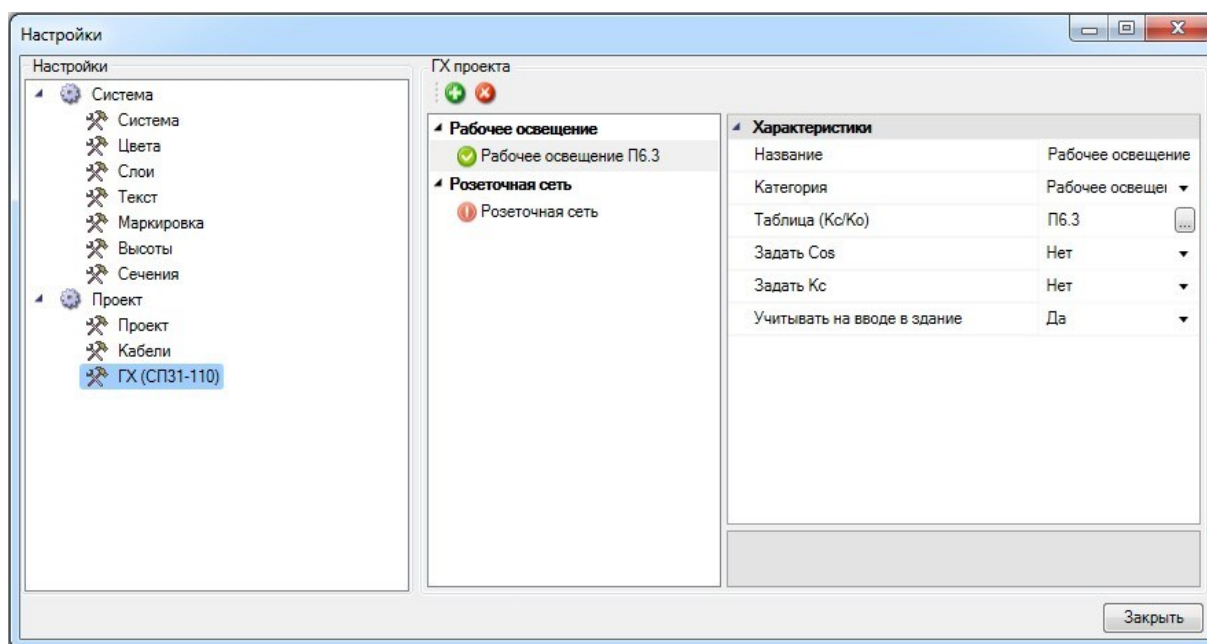 Настройки
Настройки
Система
Система
Цвета
Слои
Текст
Маркировка
Высоты
Сечения
Проект
Проект
Кабели
ГХ (СП31-110)
ГХ проекта
Рабочее освещение
Рабочее освещение П6.3
Розеточная сеть
Розеточная сеть
Характеристики
Название Рабочее освещение
Категория Рабочее освещеı
Таблица (Кс/Ко) П6.3 ...
Задать Cos Нет
Задать Кс Нет
Учитывать на вводе в здание Да
Закрыть